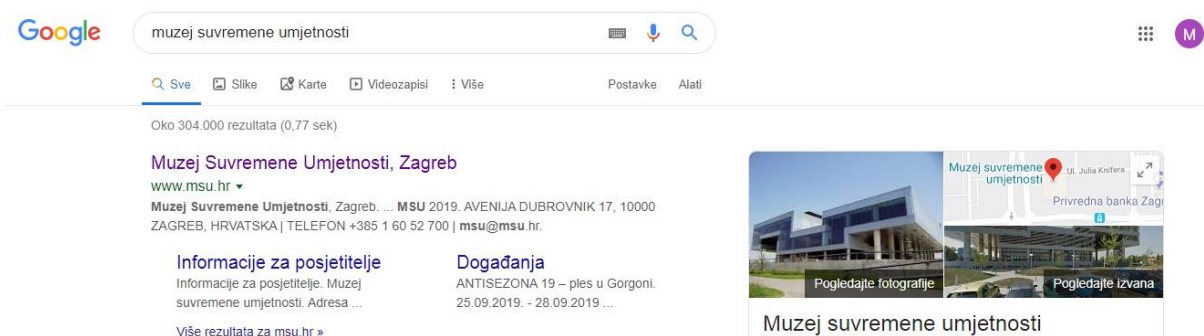 Google
muzej suvremene umjetnosti
M
Sve Slike Karte Videozapisi Više Postavke Alati
Oko 304.000 rezultata (0,77 sek)
Muzej Suvremene Umjetnosti, Zagreb
www.msu.hr
Muzej Suvremene Umjetnosti, Zagreb. ... MSU 2019. AVENIJA DUBROVNIK 17, 10000
ZAGREB, HRVATSKA | TELEFON +385 1 60 52 700 | msu@msu.hr.
Informacije za posjetitelje
Informacije za posjetitelje. Muzej
suvremene umjetnosti. Adresa ...
Događanja
ANTISEZONA 19 – ples u Gorgoni.
25.09.2019. - 28.09.2019 ...
Više rezultata za msu.hr »
Muzej suvremene
umjetnosti
Ul. Julia Knifera
Privredna banka Zag
Pogledajte fotografije
Pogledajte izvana
Muzej suvremene umjetnosti